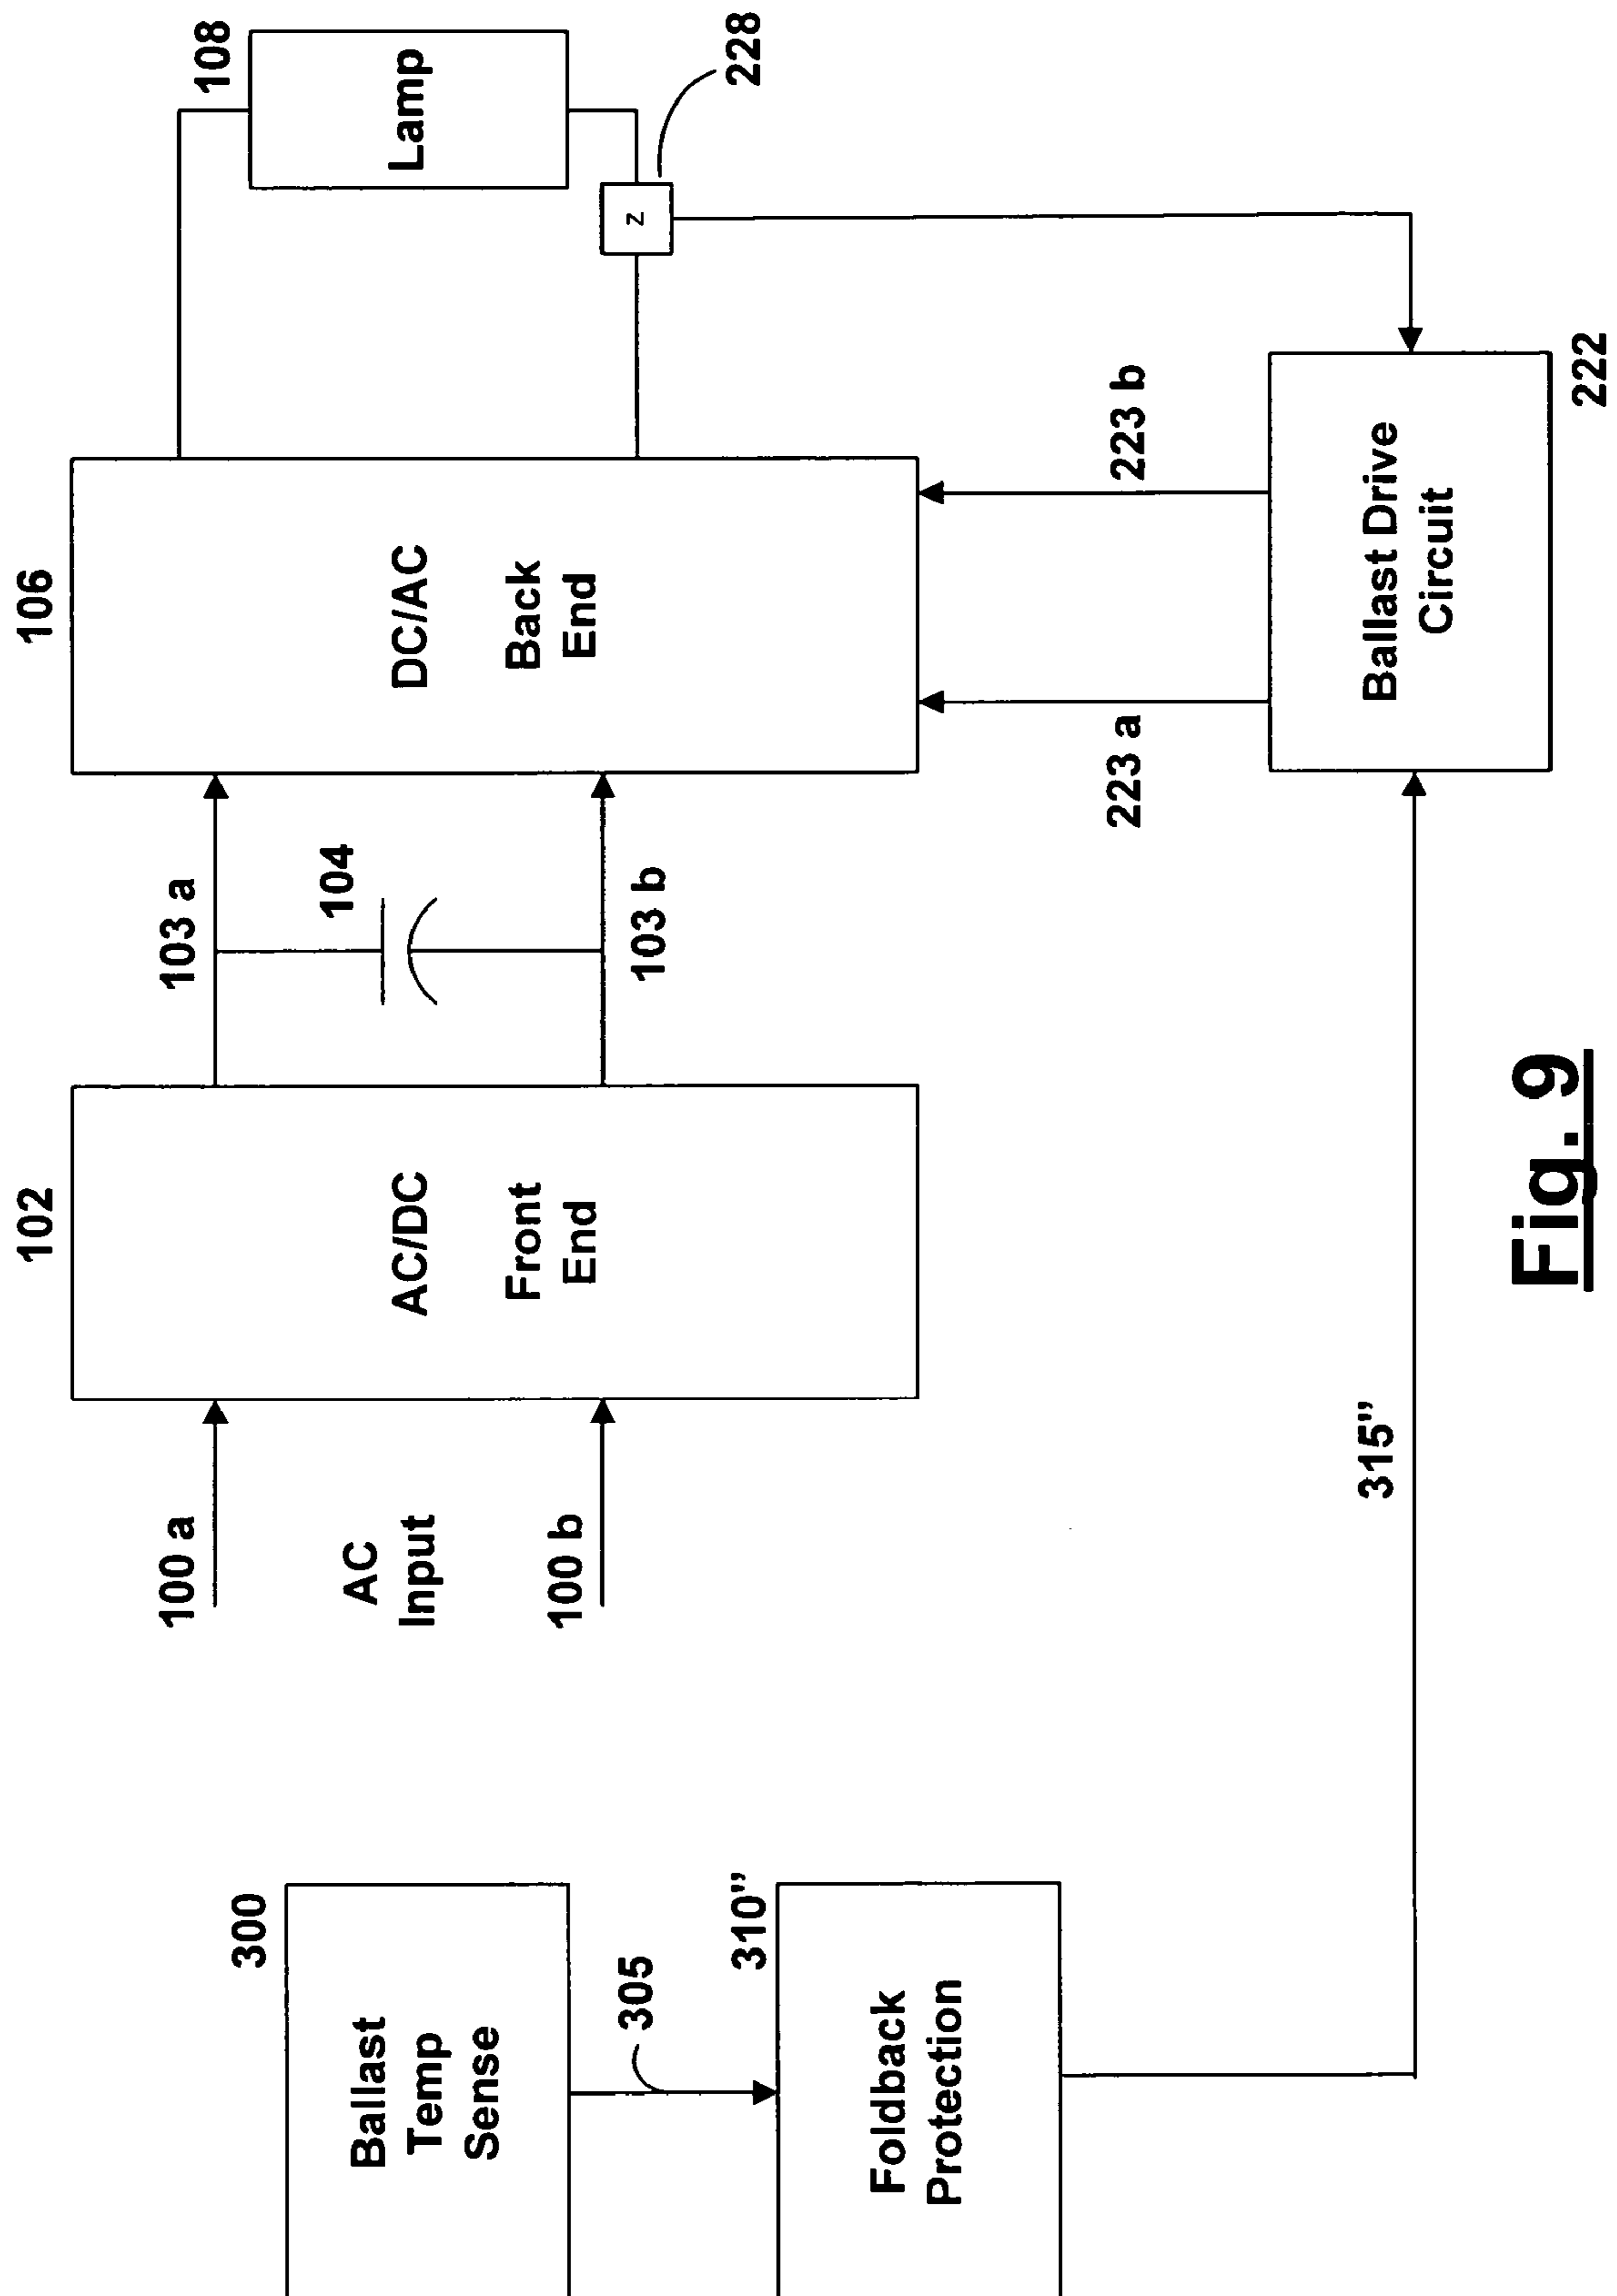 300
Ballast
Temp
Sense
305
310”
Foldback
Protection
315”
100 a
AC
Input
100 b
102
AC/DC
Front
End
103 a
104
103 b
106
DC/AC
Back
End
108
Lamp
z
228
223 a
223 b
Ballast Drive
Circuit
222
Fig. 9